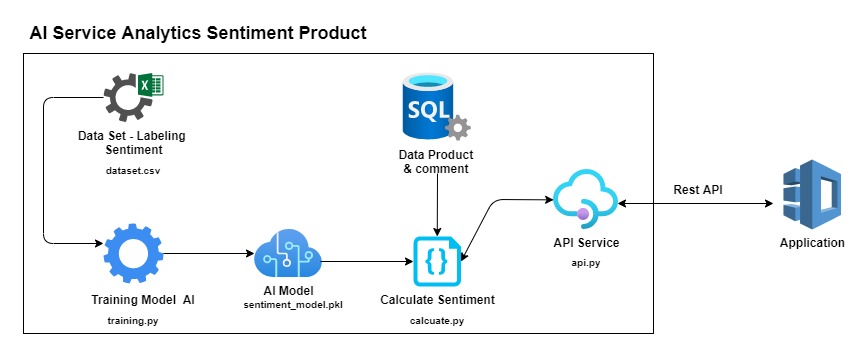 AI Service Analytics Sentiment Product
X
Data Set - Labeling
Sentiment
dataset.csv
SQL
Data Product
& comment
Training Model AI
training.py
AI Model
sentiment_model.pkl
{}
Calculate Sentiment
calcuate.py
API Service
api.py
Rest API
Application